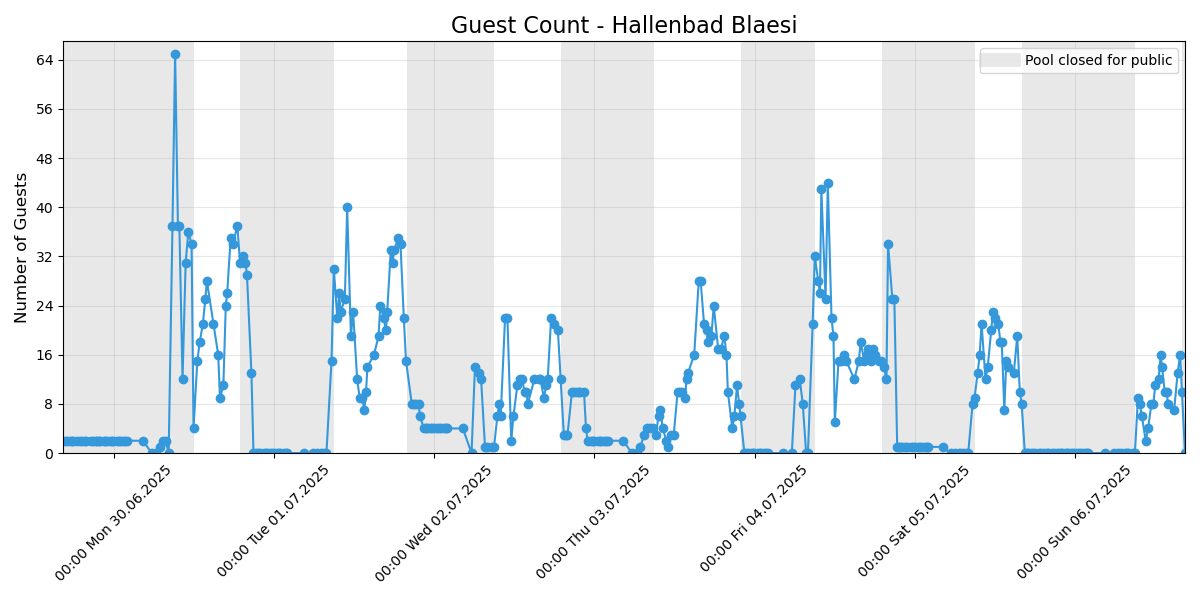 Guest Count - Hallenbad Blaesi
Pool closed for public
Number of Guests
64
56
48
40
32
24
16
8
0
00:00 Mon 30.06.2025
00:00 Tue 01.07.2025
00:00 Wed 02.07.2025
00:00 Thu 03.07.2025
00:00 Fri 04.07.2025
00:00 Sat 05.07.2025
00:00 Sun 06.07.2025